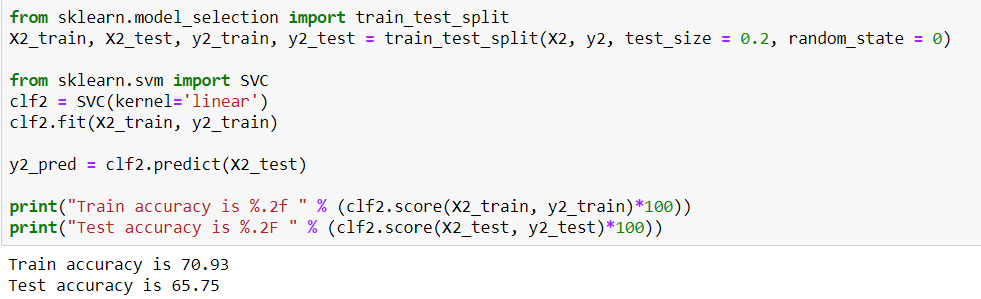 from sklearn.model_selection import train_test_split
X2_train, X2_test, y2_train, y2_test = train_test_split(X2, y2, test_size = 0.2, random_state = 0)
from sklearn.svm import SVC
clf2 = SVC(kernel='linear')
clf2.fit(X2_train, y2_train)
y2_pred = clf2.predict(X2_test)
print("Train accuracy is %.2f " % (clf2.score(X2_train, y2_train)*100))
print("Test accuracy is %.2F " % (clf2.score(X2_test, y2_test)*100))
Train accuracy is 70.93
Test accuracy is 65.75